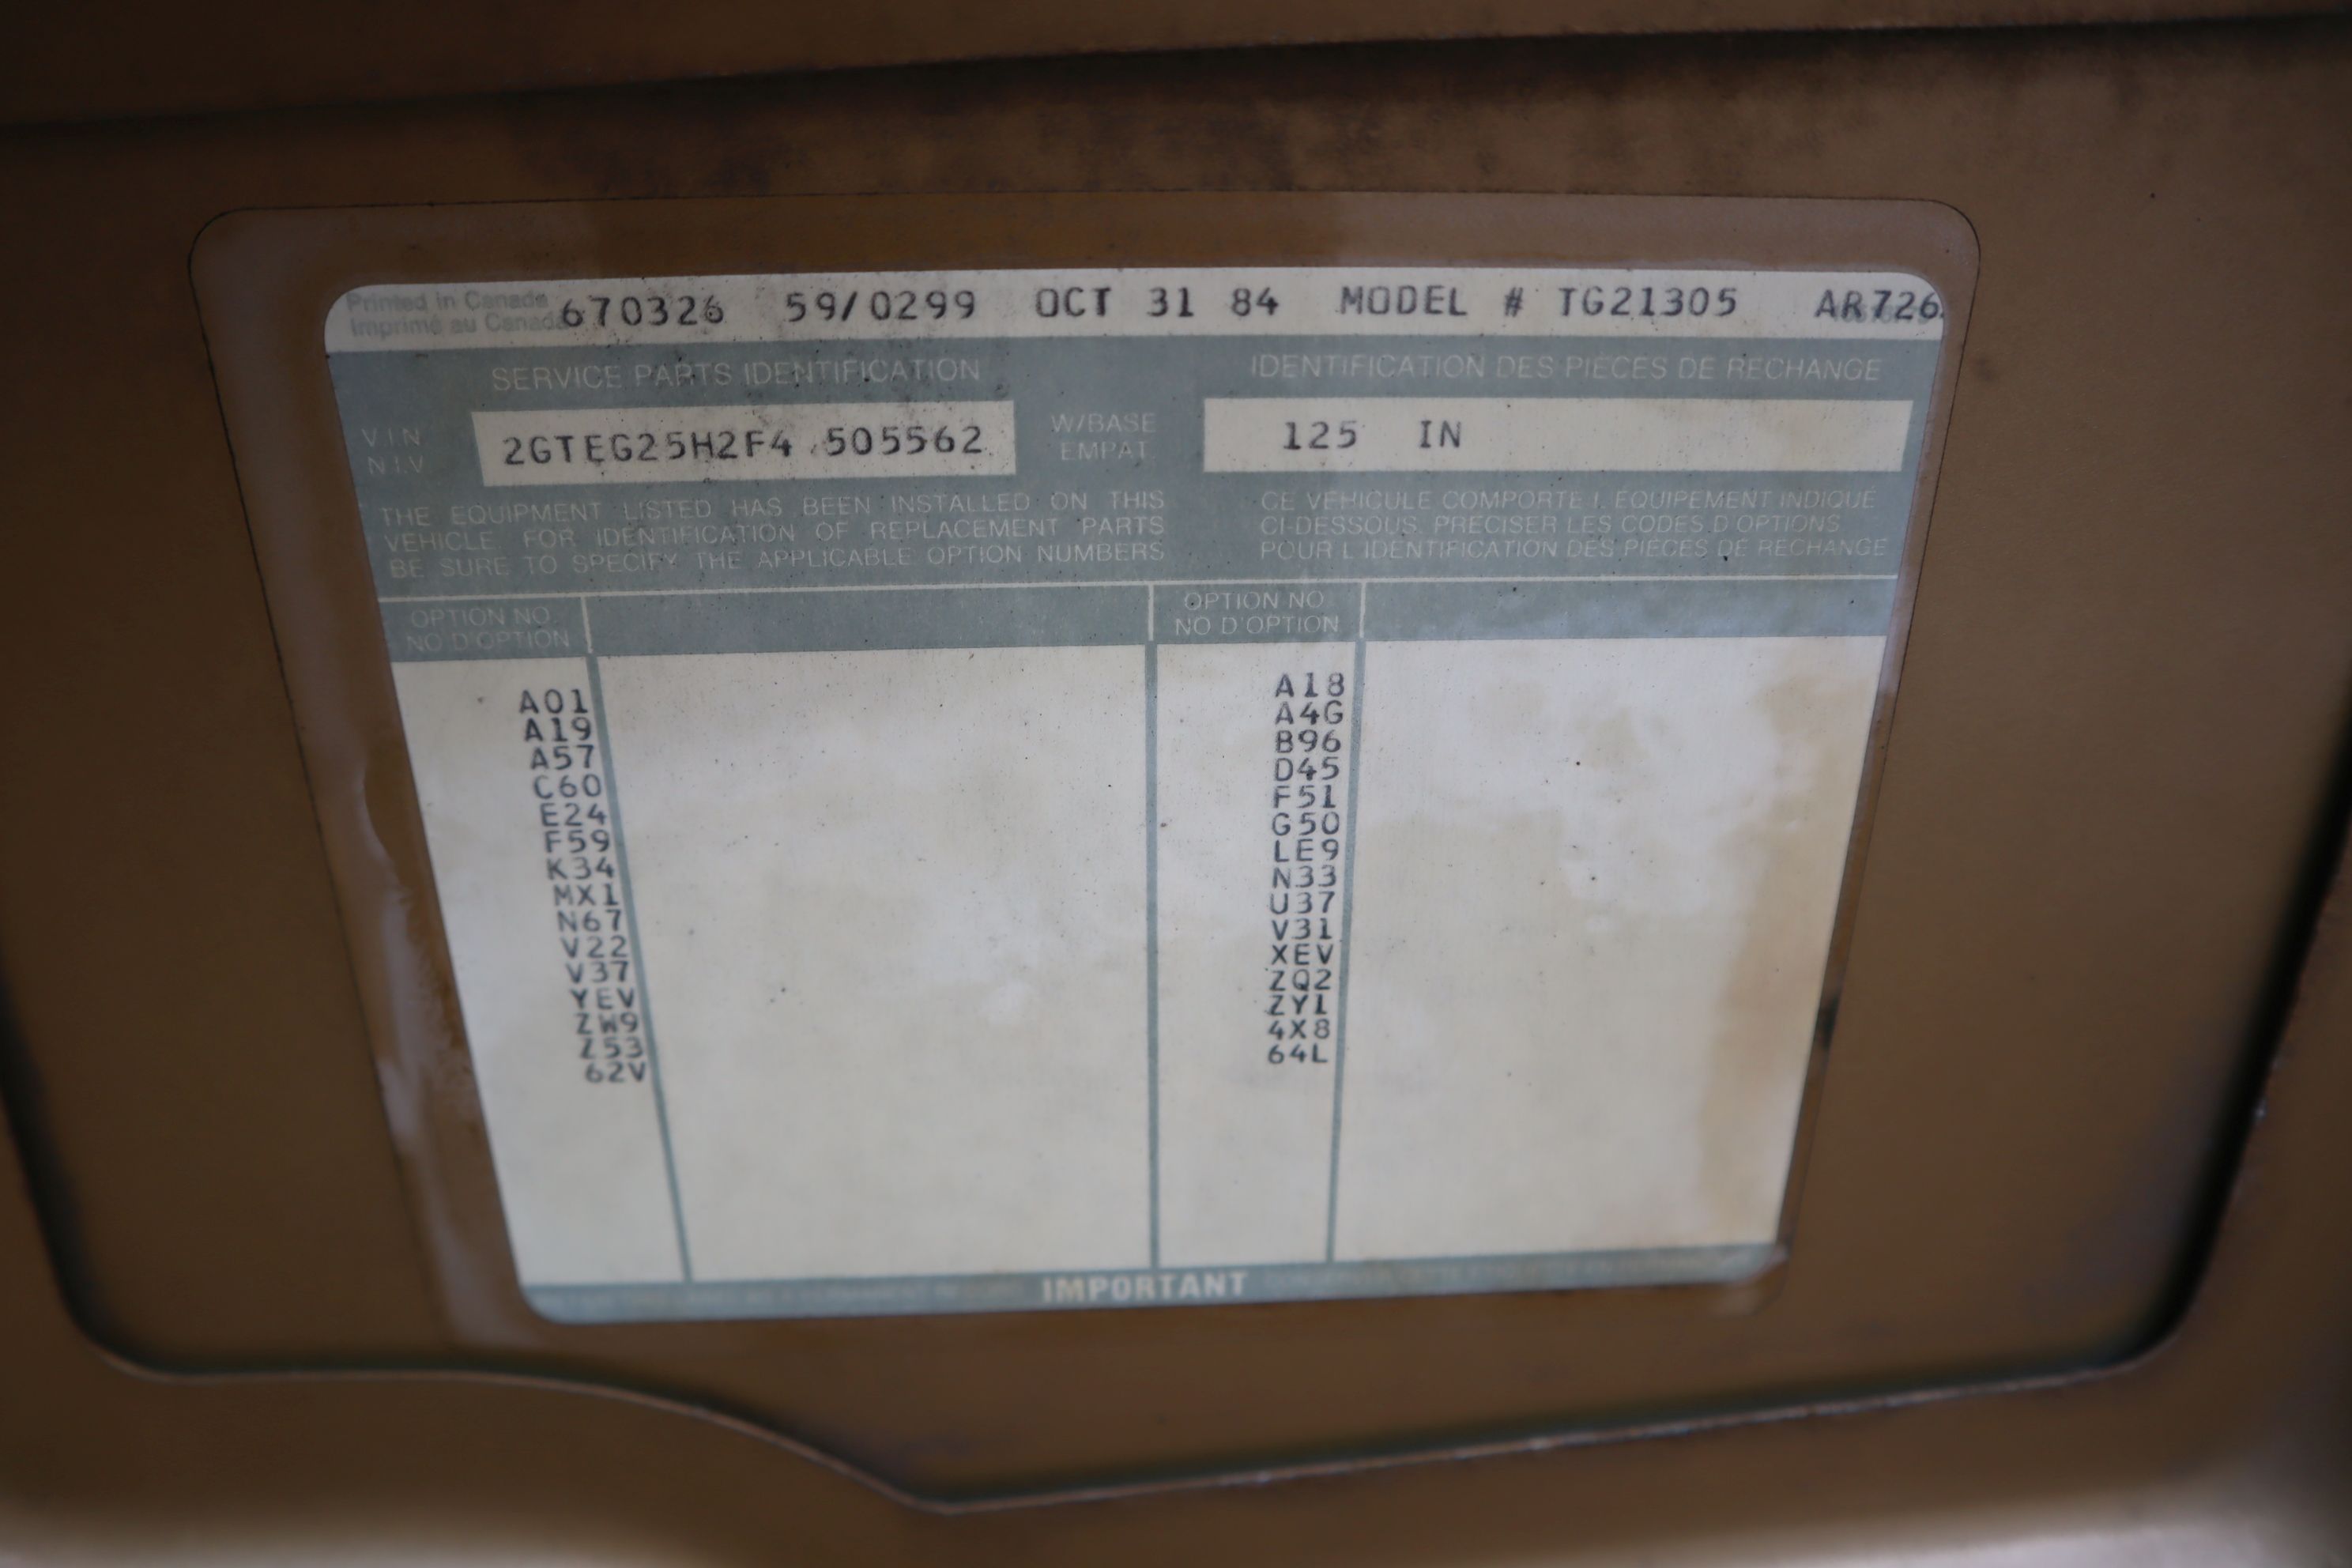 Printed in Canada
Imprimé au Canada
670326 59/0299 OCT 31 84 MODEL # TG21305 AR726
SERVICE PARTS IDENTIFICATION
IDENTIFICATION DES PIECES DE RECHANGE
V.I.N
N.I.V
2GTEG25H2F4 505562
W/BASE
EMPAT
125 IN
THE EQUIPMENT LISTED HAS BEEN INSTALLED ON THIS
VEHICLE. FOR IDENTIFICATION OF REPLACEMENT PARTS
BE SURE TO SPECIFY THE APPLICABLE OPTION NUMBERS
CE VEHICULE COMPORTE L EQUIPEMENT INDIQUE
CI-DESSOUS. PRECISER LES CODES D OPTIONS
POUR L IDENTIFICATION DES PIECES DE RECHANGE
OPTION NO.
NO D'OPTION
OPTION NO
NO D'OPTION
A01
A19
A57
C60
E24
F59
K34
MX1
N67
V22
V37
YEV
ZW9
Z53
62V
A18
A4G
B96
D45
F51
G50
LE9
N33
U37
V31
XEV
ZQ2
ZY1
4X8
64L
IMPORTANT